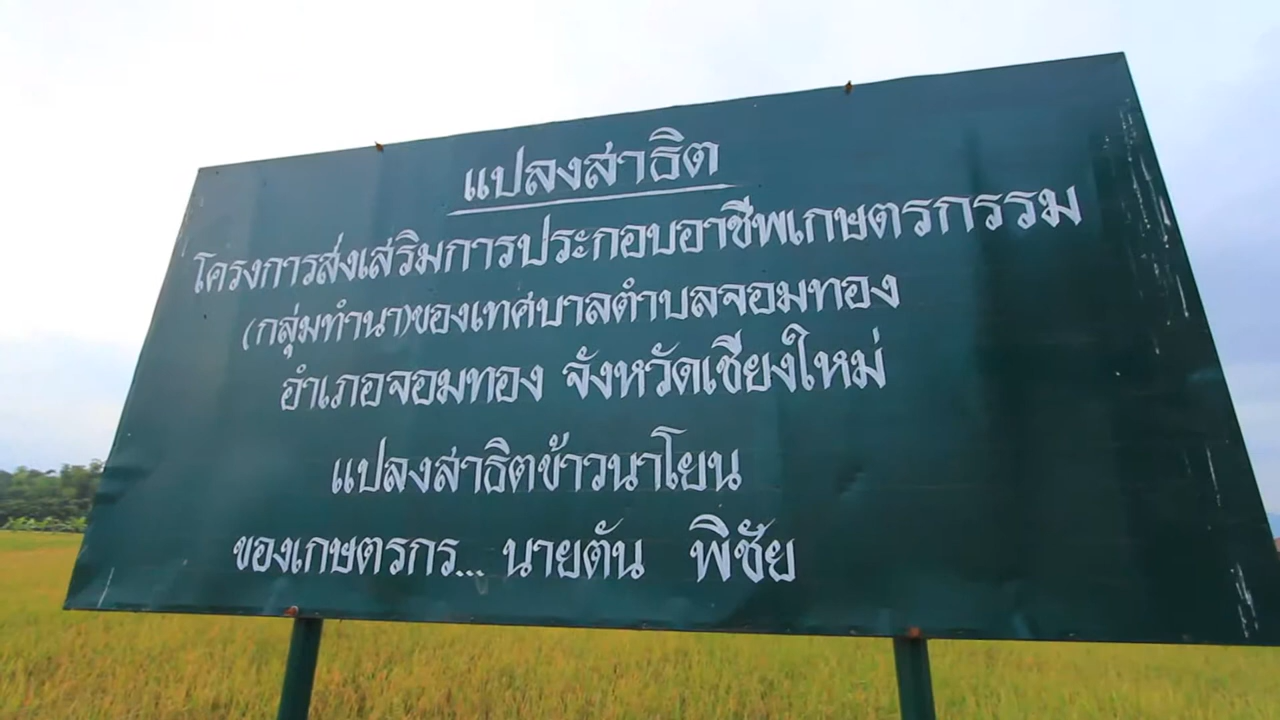 แปลงสาธิต
โครงการส่งเสริมการประกอบอาชีพเกษตรกรรม
(กลุ่มทำนา)ของเทศบาลตำบลจอมทอง
อำเภอจอมทอง จังหวัดเชียงใหม่
แปลงสาธิตข้าวนาโยน
ของเกษตรกร... นายตัน พิชัย